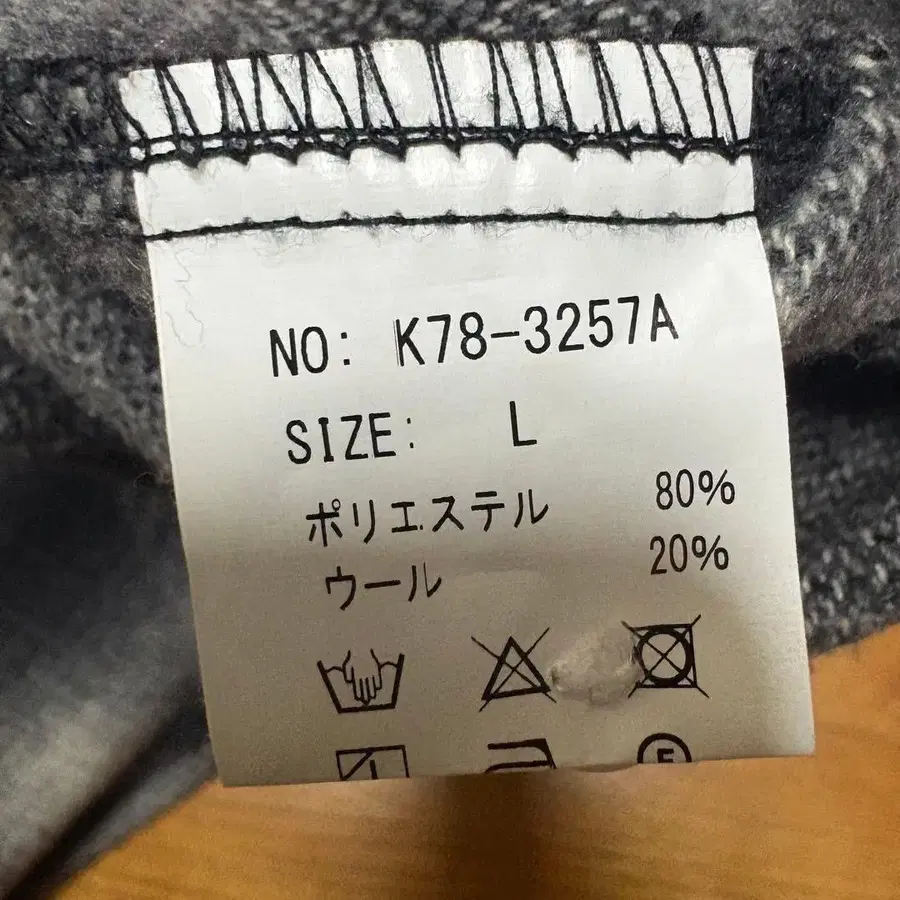 NO: K78-3257A
SIZE: L
ポリエステル 80%
ウール 20%